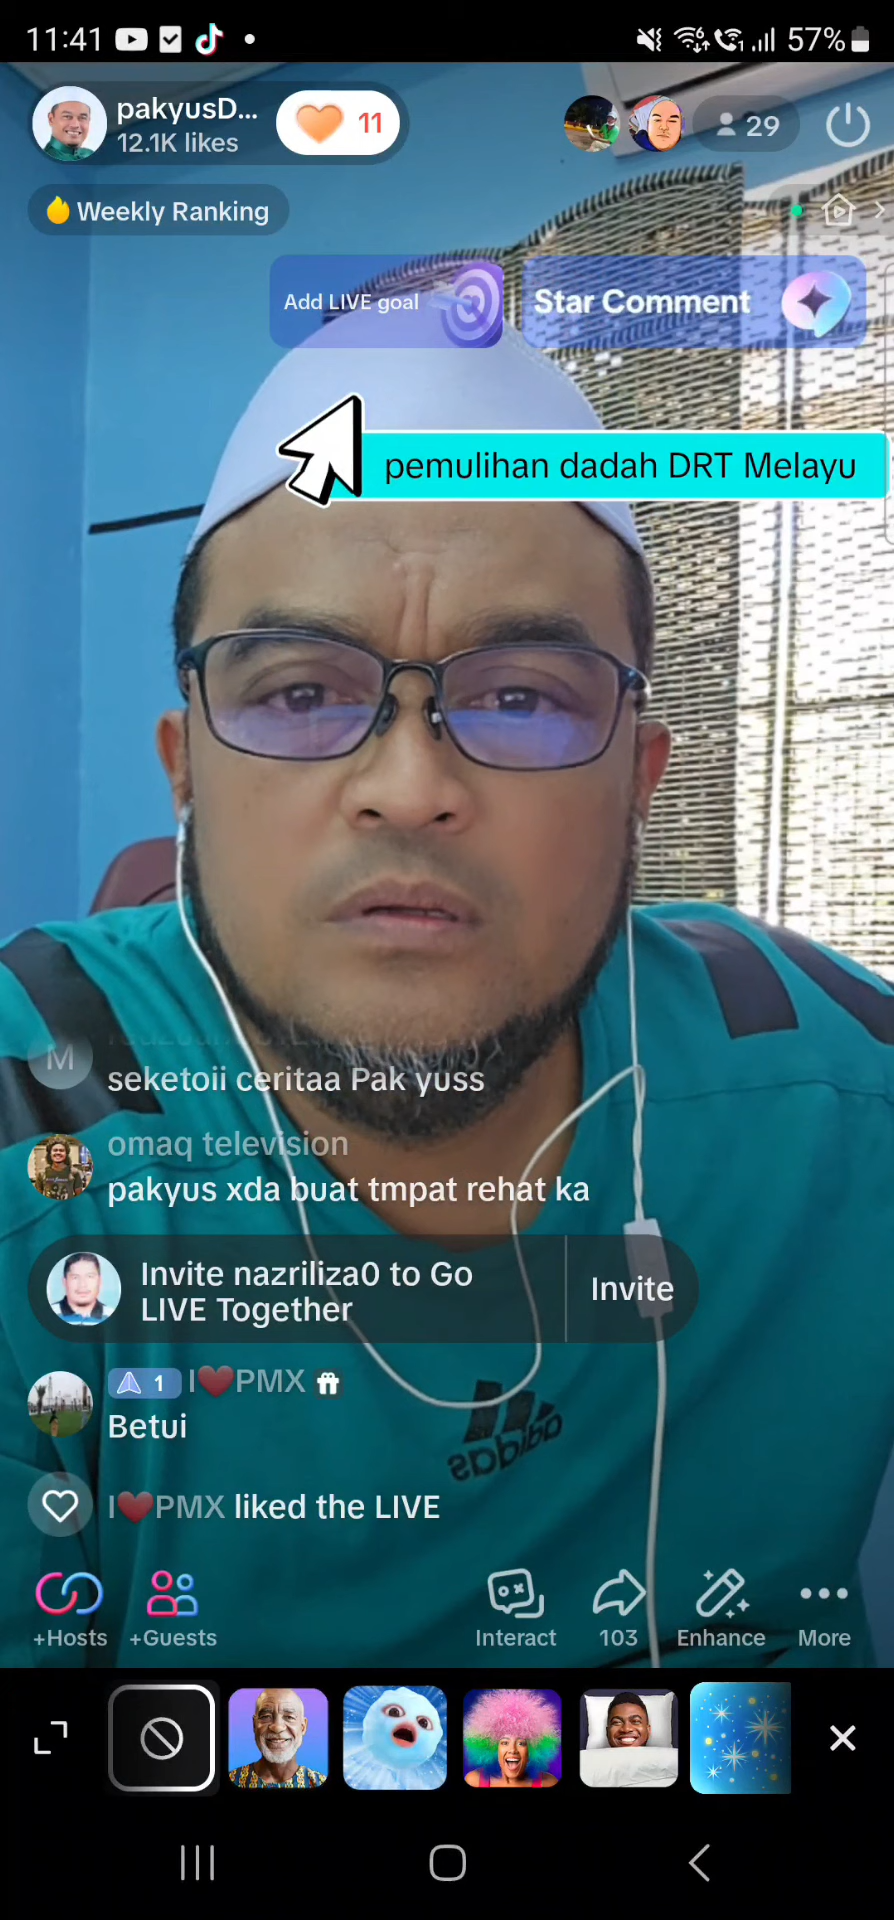 11:41
57%
pakyusD...
12.1K likes
11
29
Weekly Ranking
Add LIVE goal
Star Comment
pemulihan dadah DRT Melayu
M
seketoii ceritaa Pak yuss
omaq television
pakyus xda buat tmpat rehat ka
Invite nazriliza0 to Go
LIVE Together
Invite
1 I❤️PMX
Betui
adidas
I❤️PMX liked the LIVE
+Hosts
+Guests
Interact
103
Enhance
More